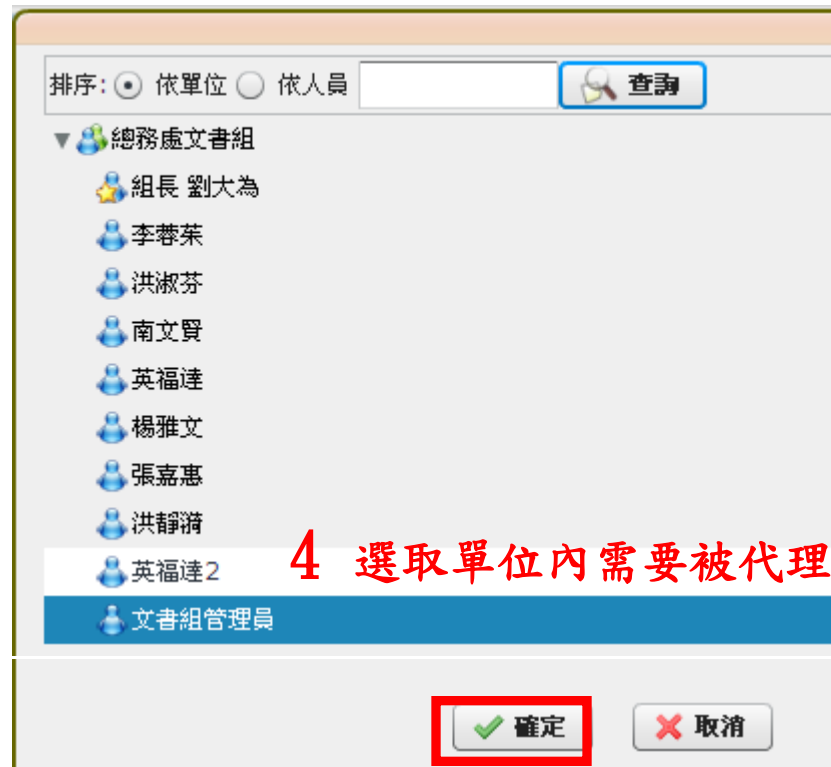 排序: 依單位 依人員 查詢
總務處文書組
組長 劉大為
李蓉茱
洪淑芬
南文賢
英福達
楊雅文
張嘉惠
洪靜漪
英福達2
4 選取單位內需要被代理
文書組管理員
確定 取消